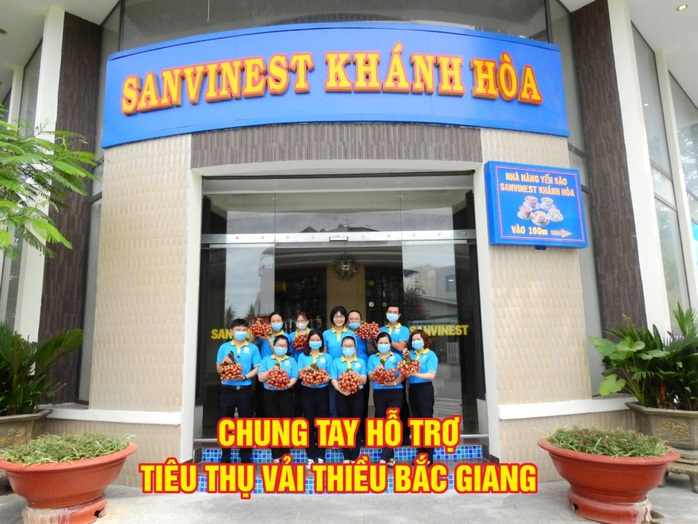 SANVINEST KHÁNH HÒA
NHÀ HÀNG YẾN SÀO
SANVINEST KHÁNH HÒA
VÀO 100m
SANVINEST
CHUNG TAY HỖ TRỢ
TIÊU THỤ VẢI THIỀU BẮC GIANG